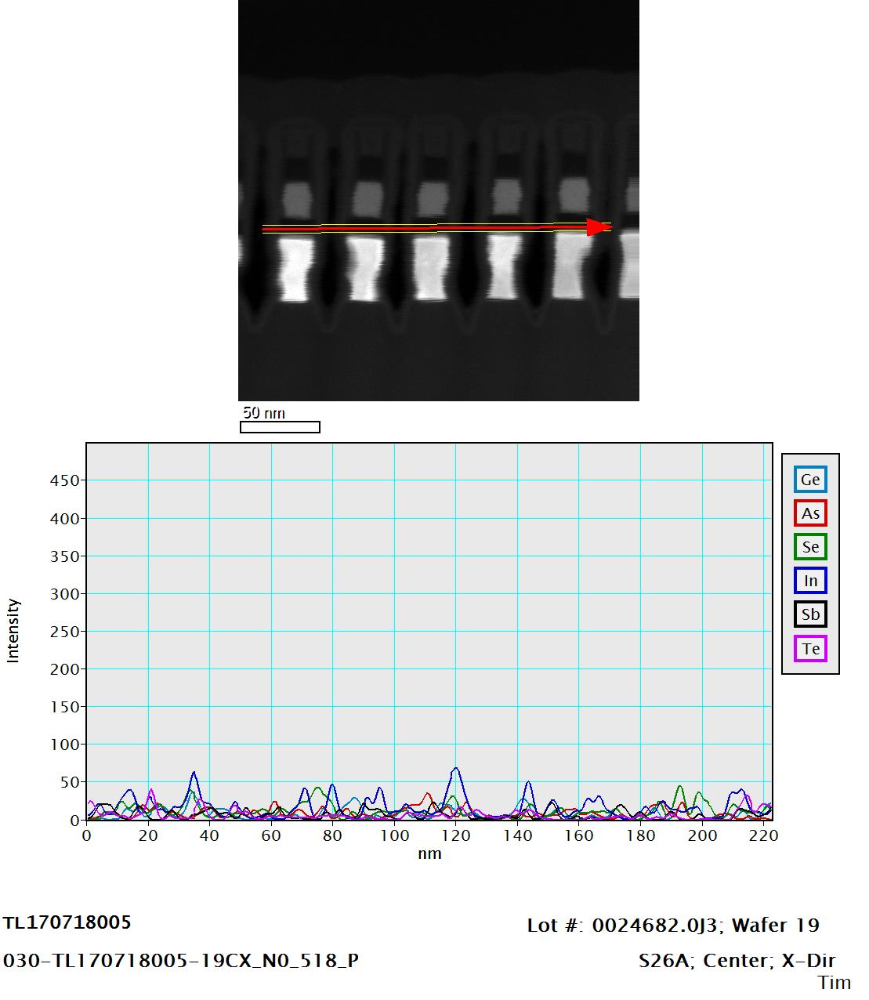 50 nm
450
400
350
300
250
200
150
100
50
0
Intensity
0 20 40 60 80 100 120 140 160 180 200 220
nm
Ge
As
Se
In
Sb
Te
TL170718005
Lot #: 0024682.0J3; Wafer 19
030-TL170718005-19CX_N0_518_P
S26A; Center; X-Dir
Tim